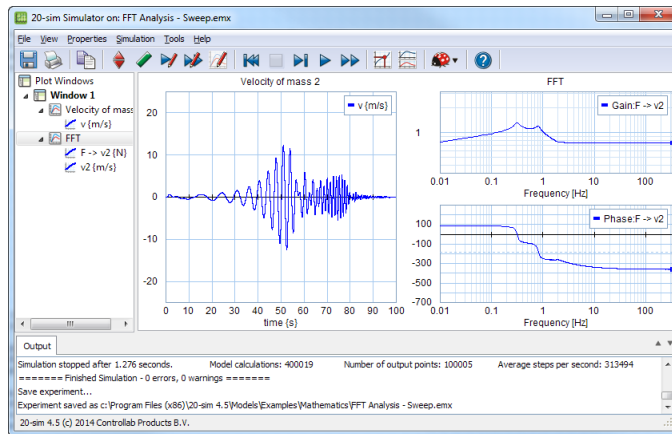 20-sim Simulator on: FFT Analysis - Sweep.emx
File View Properties Simulation Tools Help
Plot Windows
Window 1
Velocity of mass
v {m/s}
FFT
F -> v2 {N}
v2 {m/s}
Velocity of mass 2
v {m/s}
20
10
0
-10
-20
0 10 20 30 40 50 60 70 80 90 100
time {s}
FFT
Gain:F -> v2
1
0.01 0.1 1 10 100
Frequency [Hz]
Phase:F -> v2
100
-100
-300
-500
-700
0.01 0.1 1 10 100
Frequency [Hz]
Output
Simulation stopped after 1.276 seconds. Model calculations: 400019 Number of output points: 100005 Average steps per second: 313494
======= Finished Simulation - 0 errors, 0 warnings =======
Save experiment...
Experiment saved as c:\Program Files (x86)\20-sim 4.5\Models\Examples\Mathematics\FFT Analysis - Sweep.emx
20-sim 4.5 (c) 2014 Controllab Products B.V.